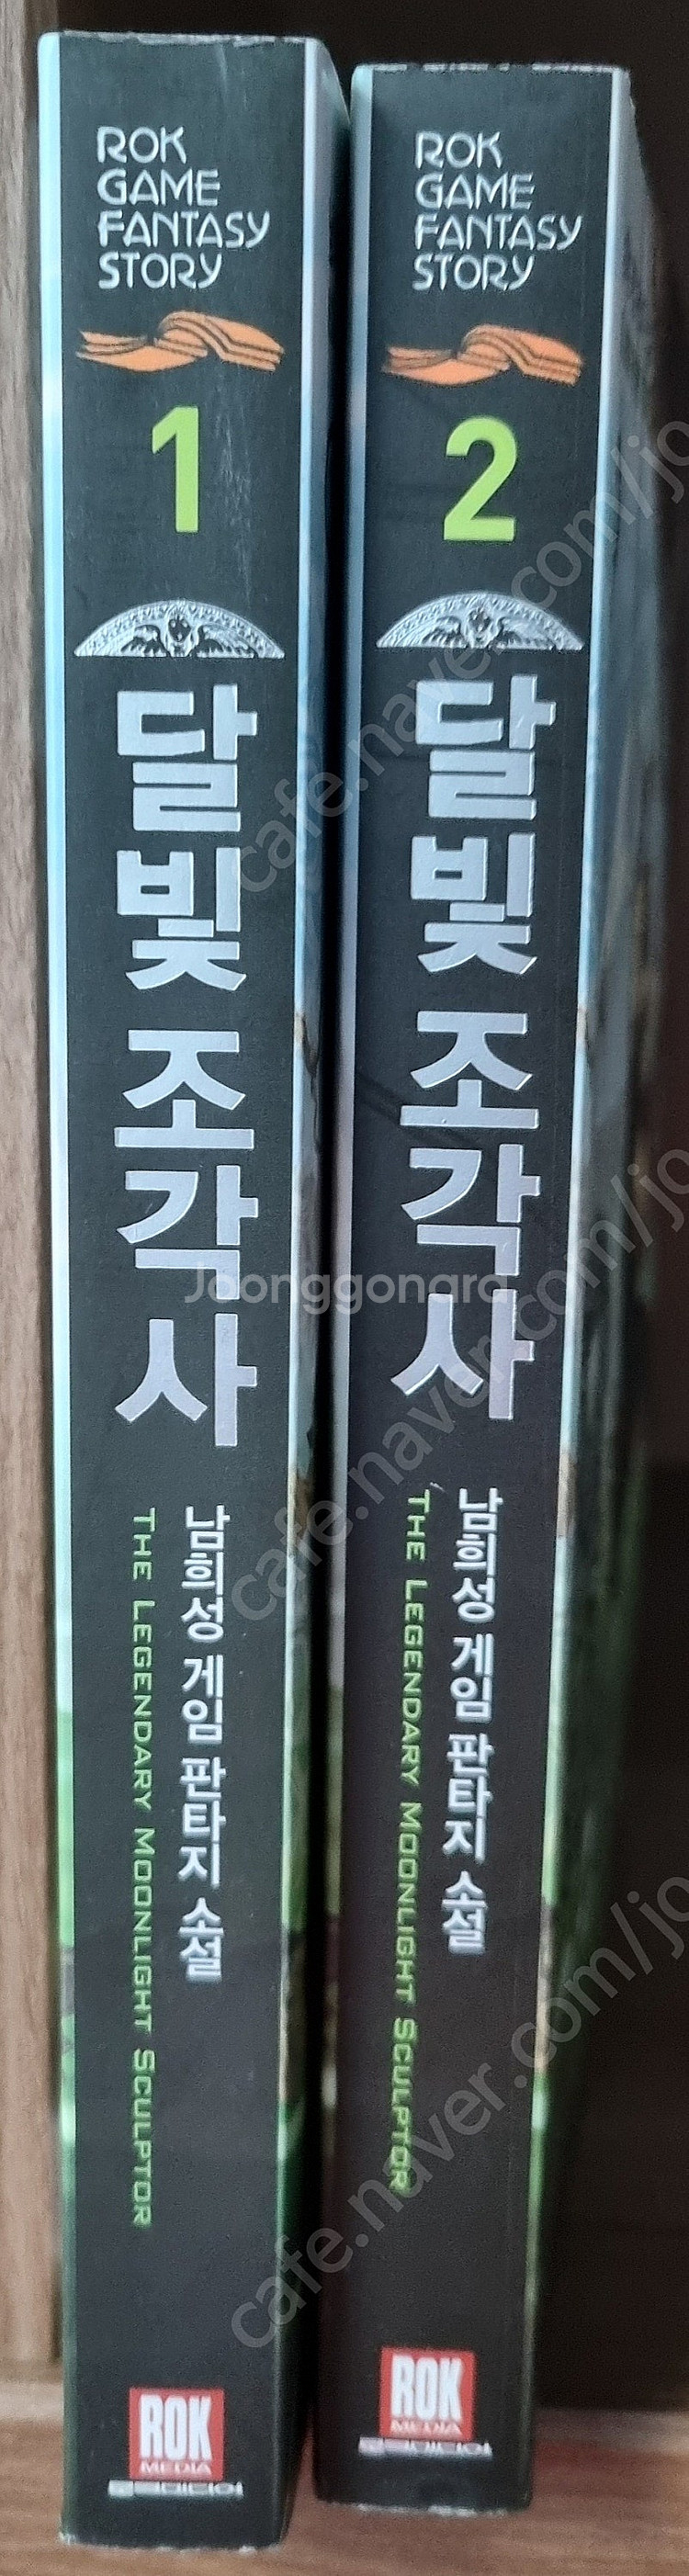 ROK
GAME
FANTASY
STORY
1
달빛 조각사
남희성 게임 판타지 소설
THE LEGENDARY MOONLIGHT SCULPTOR
ROK
MEDIA
ROK
GAME
FANTASY
STORY
2
달빛 조각사
남희성 게임 판타지 소설
THE LEGENDARY MOONLIGHT SCULPTOR
ROK
MEDIA
Joonggonara
cafe.naver.com/jo
cafe.naver.com/jo
cafe.naver.com/jo